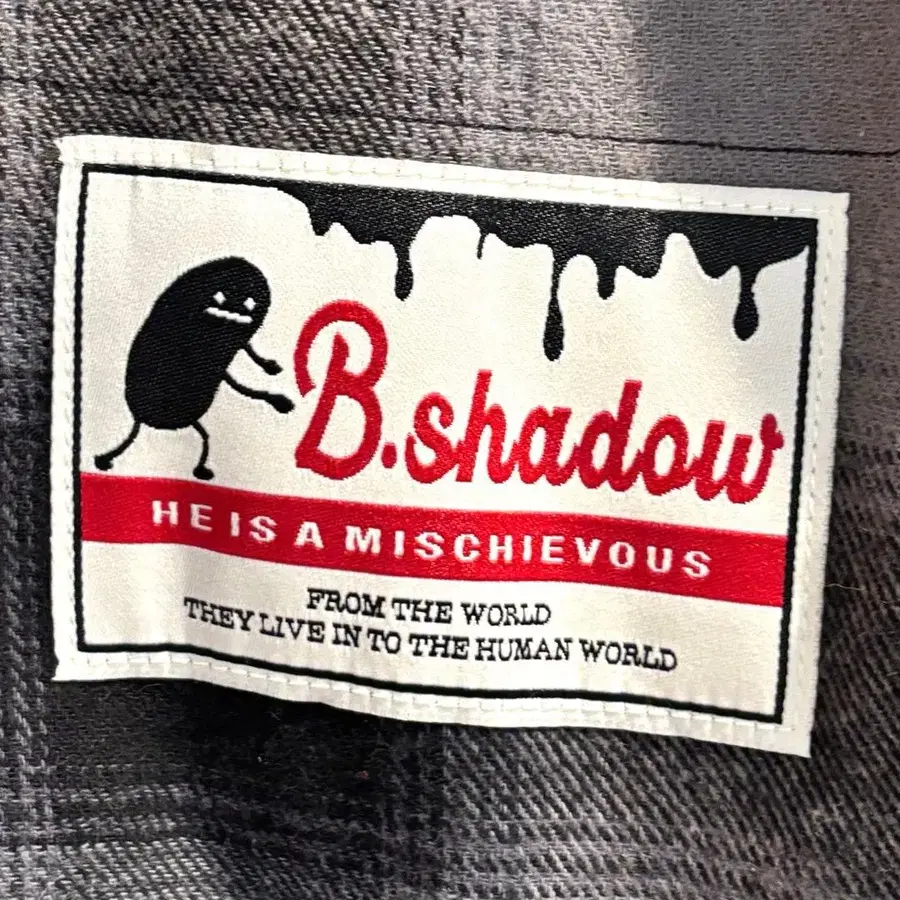 B.shadow
HE IS A MISCHIEVOUS
FROM THE WORLD
THEY LIVE IN TO THE HUMAN WORLD